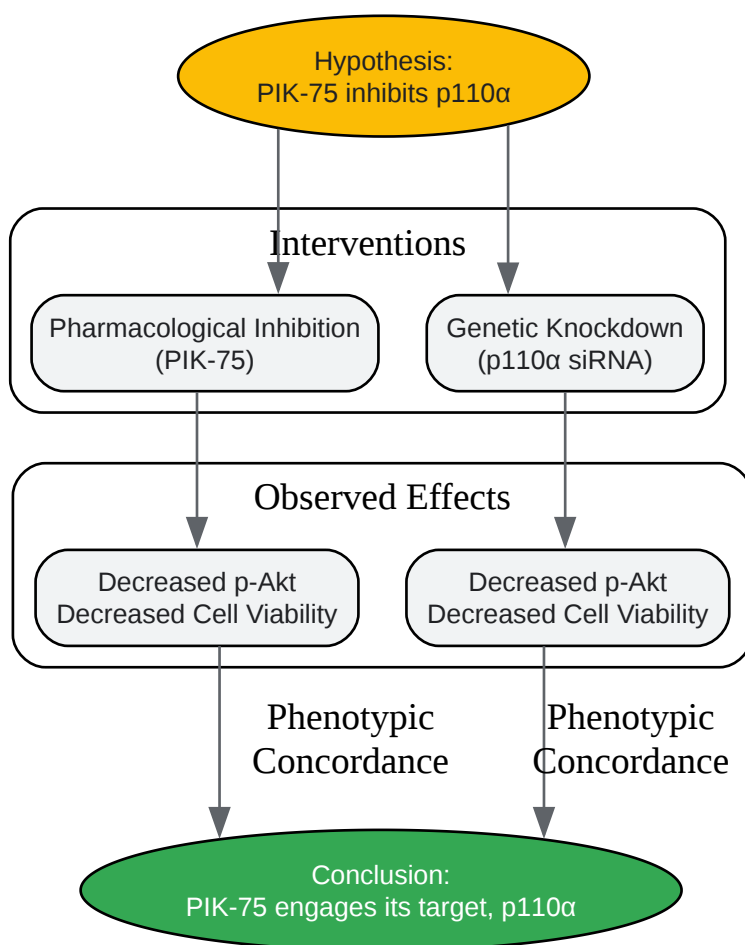 Hypothesis:
PIK-75 inhibits p110α
Interventions
Pharmacological Inhibition
(PIK-75)
Genetic Knockdown
(p110α siRNA)
Observed Effects
Decreased p-Akt
Decreased Cell Viability
Decreased p-Akt
Decreased Cell Viability
Phenotypic
Concordance
Phenotypic
Concordance
Conclusion:
PIK-75 engages its target, p110α